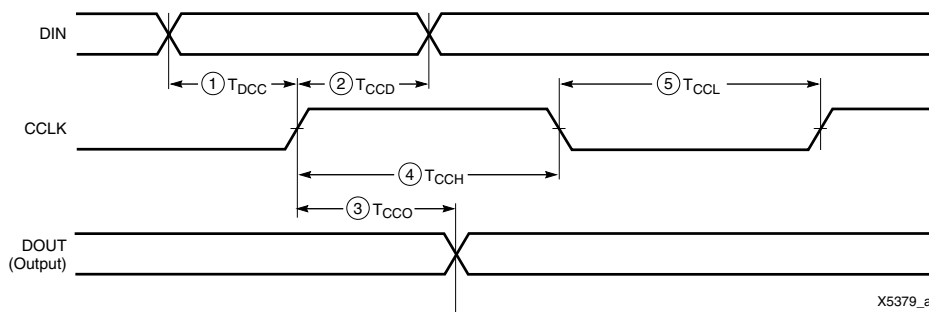 DIN
① TDCC ② TCCD ⑤ TCCL
CCLK
④ TCCH
③ TCCO
DOUT
(Output)
X5379_a